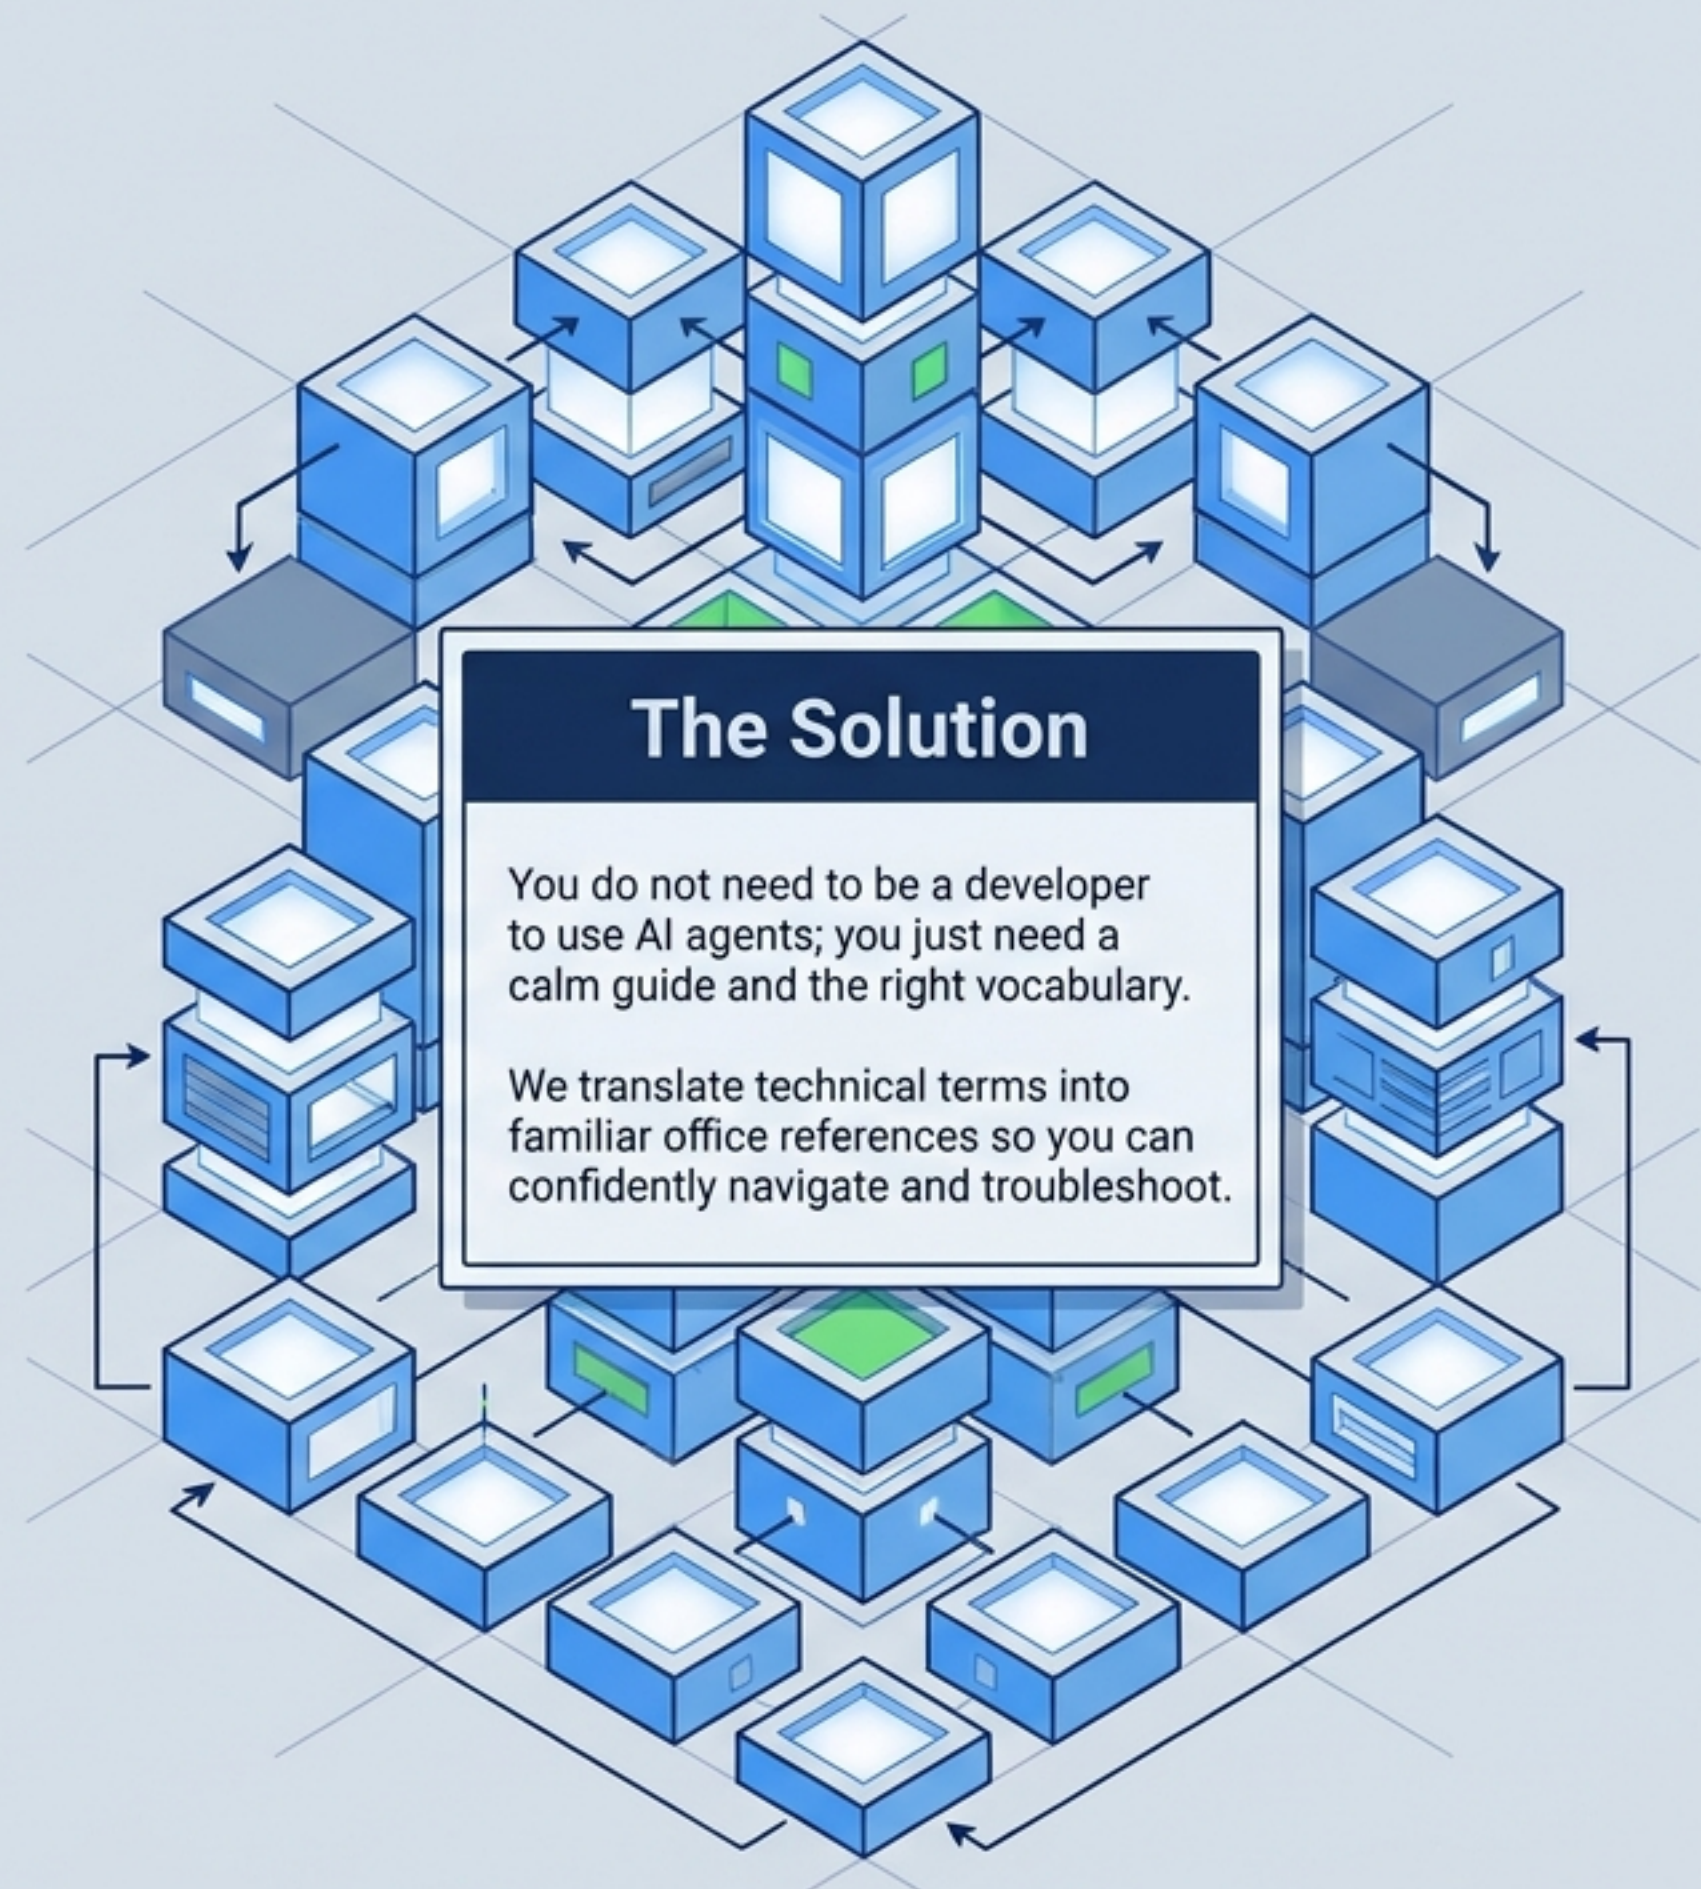 The Solution
You do not need to be a developer
to use AI agents; you just need a
calm guide and the right vocabulary.
We translate technical terms into
familiar office references so you can
confidently navigate and troubleshoot.